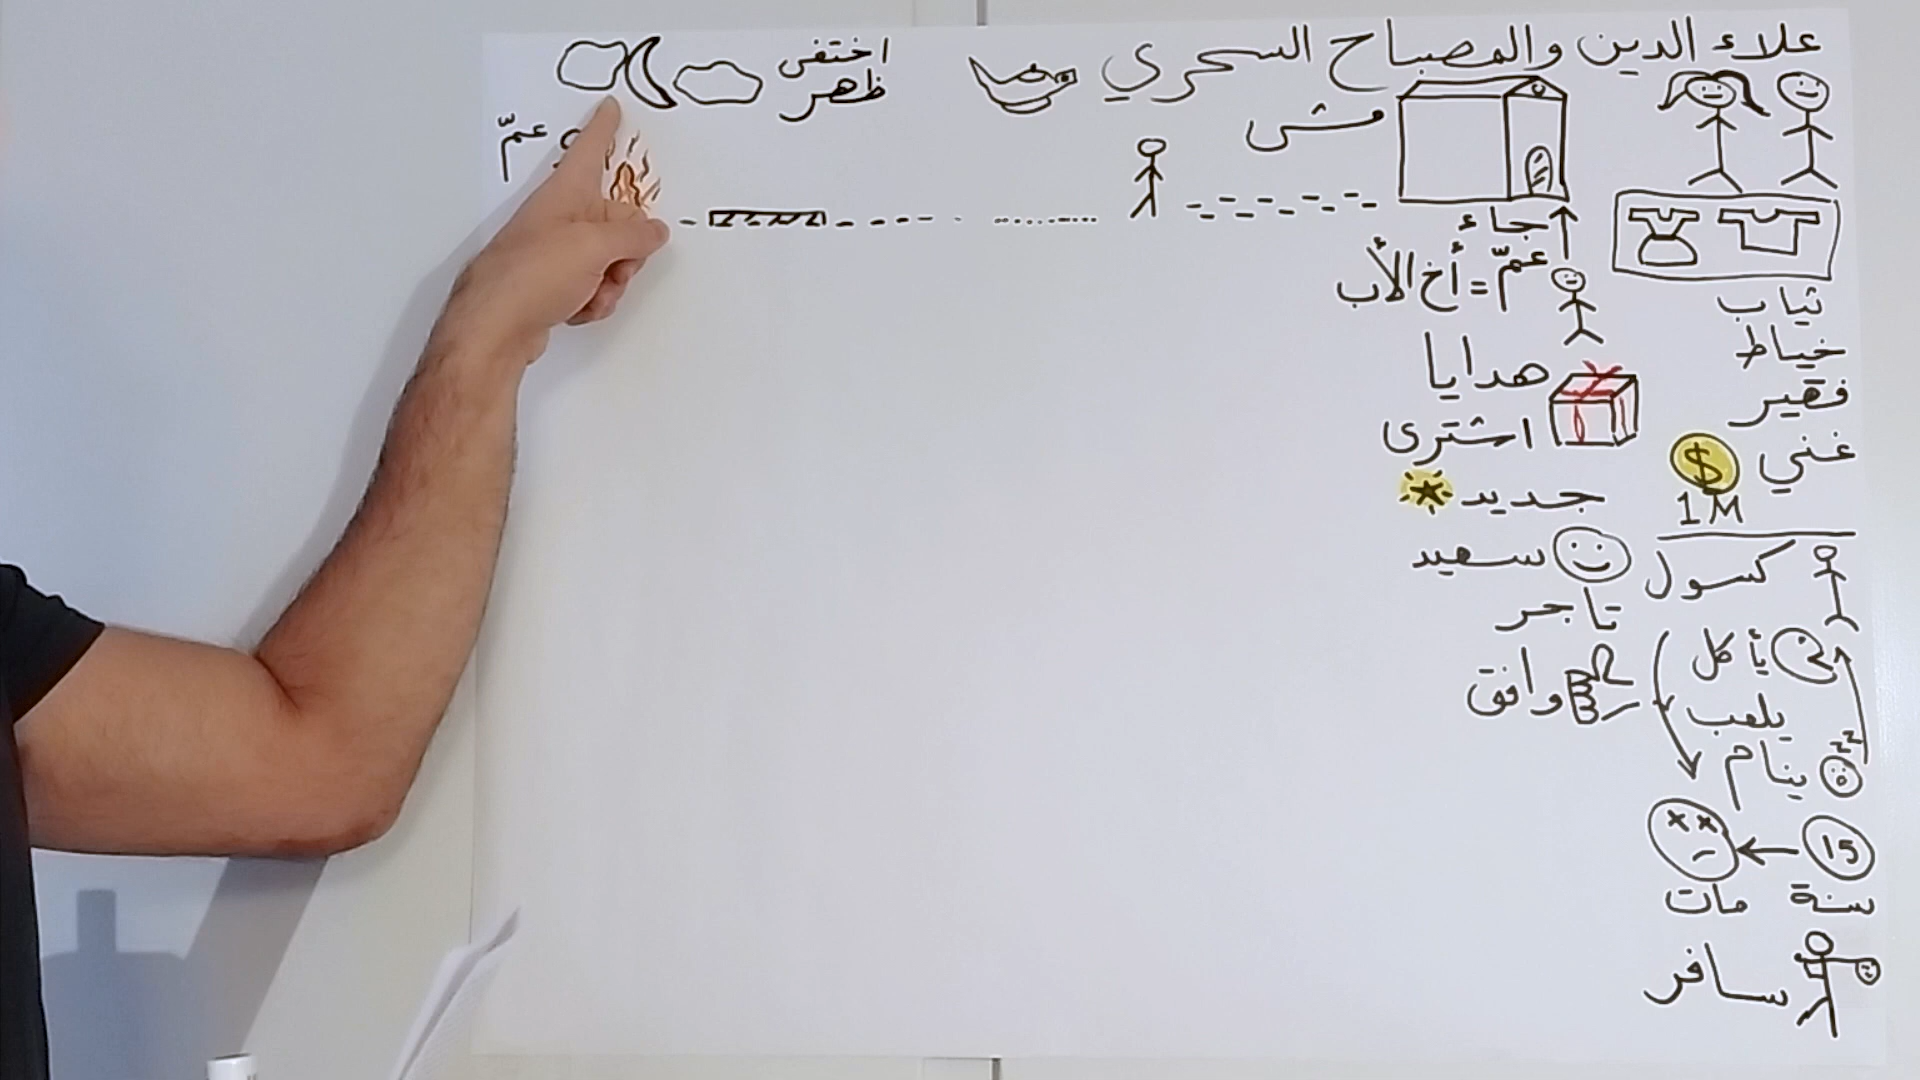 علاء الدين والمصباح السحري
ثياب
خياط
فقير
غني
$
1M
كسول
يأكل
يلعب
ينام
zz
15
سنة
مات
سافر
جاء
عمّ = أخ الأب
هدايا
اشترى
جديد
سعيد
تاجر
وافق
مش
اختفى
ظهر
عمّ